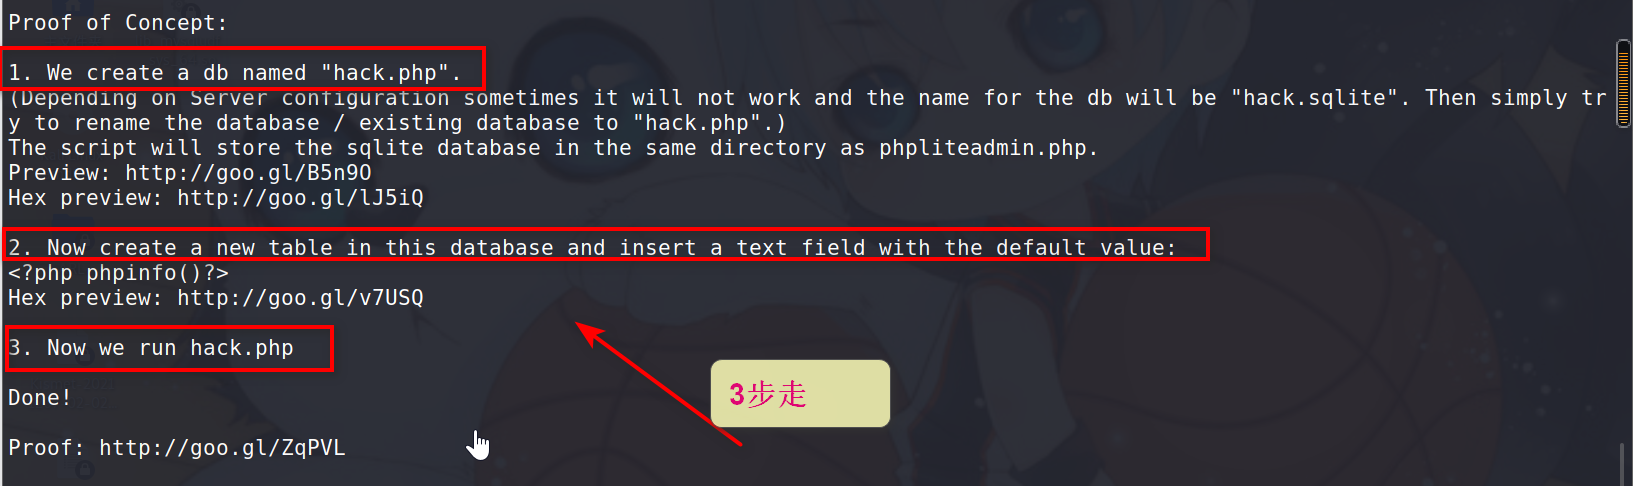 Proof of Concept:
1. We create a db named "hack.php".
(Depending on Server configuration sometimes it will not work and the name for the db will be "hack.sqlite". Then simply tr
y to rename the database / existing database to "hack.php".)
The script will store the sqlite database in the same directory as phpliteadmin.php.
Preview: http://goo.gl/B5n9O
Hex preview: http://goo.gl/lJ5iQ
2. Now create a new table in this database and insert a text field with the default value:
<?php phpinfo()?>
Hex preview: http://goo.gl/v7USQ
3. Now we run hack.php
3步走
Done!
Proof: http://goo.gl/ZqPVL